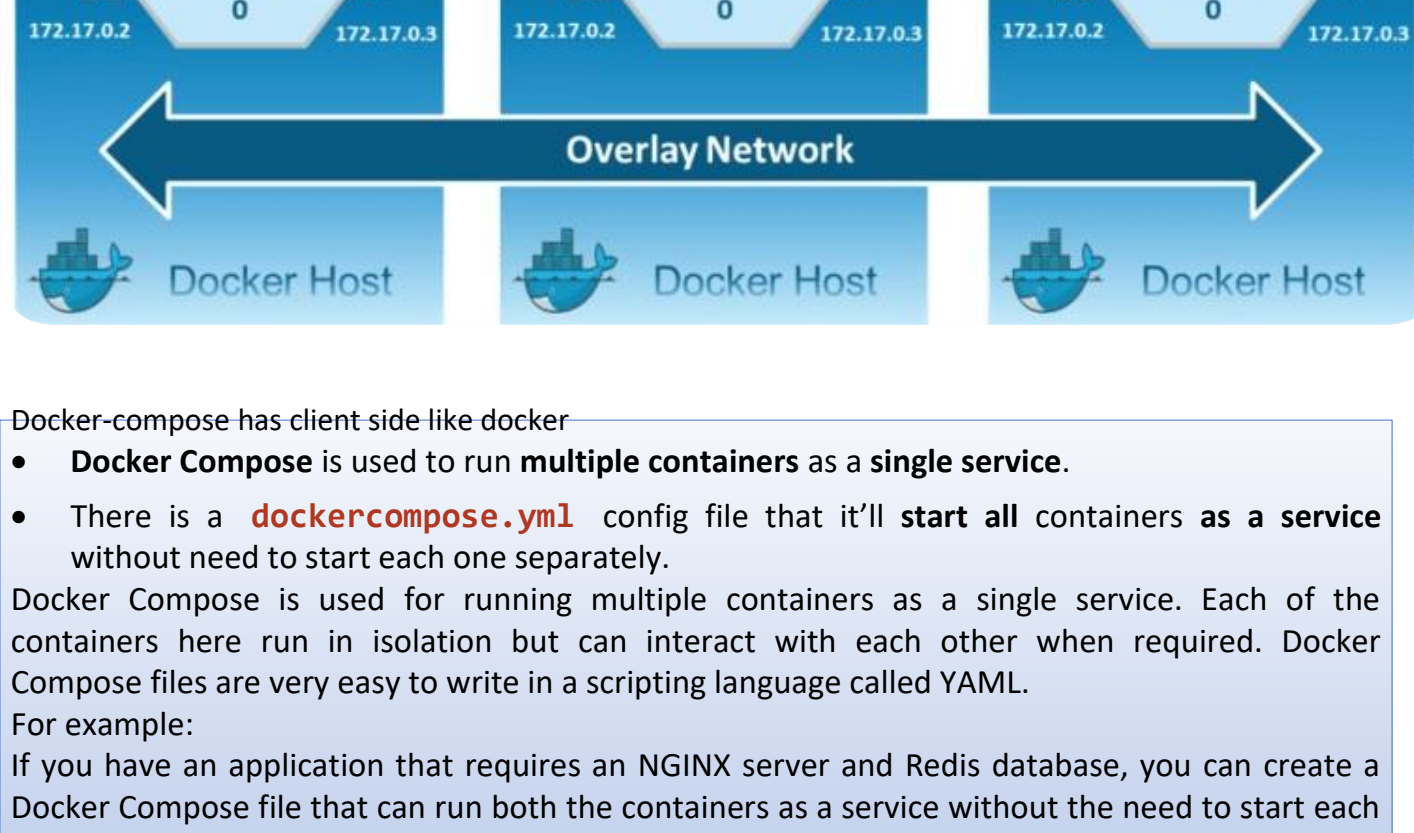 0 0 0
172.17.0.2 172.17.0.3 172.17.0.2 172.17.0.3 172.17.0.2 172.17.0.3
Overlay Network
Docker Host Docker Host Docker Host
Docker-compose has client side like docker
• Docker Compose is used to run multiple containers as a single service.
• There is a dockercompose.yml config file that it’ll start all containers as a service
without need to start each one separately.
Docker Compose is used for running multiple containers as a single service. Each of the
containers here run in isolation but can interact with each other when required. Docker
Compose files are very easy to write in a scripting language called YAML.
For example:
If you have an application that requires an NGINX server and Redis database, you can create a
Docker Compose file that can run both the containers as a service without the need to start each